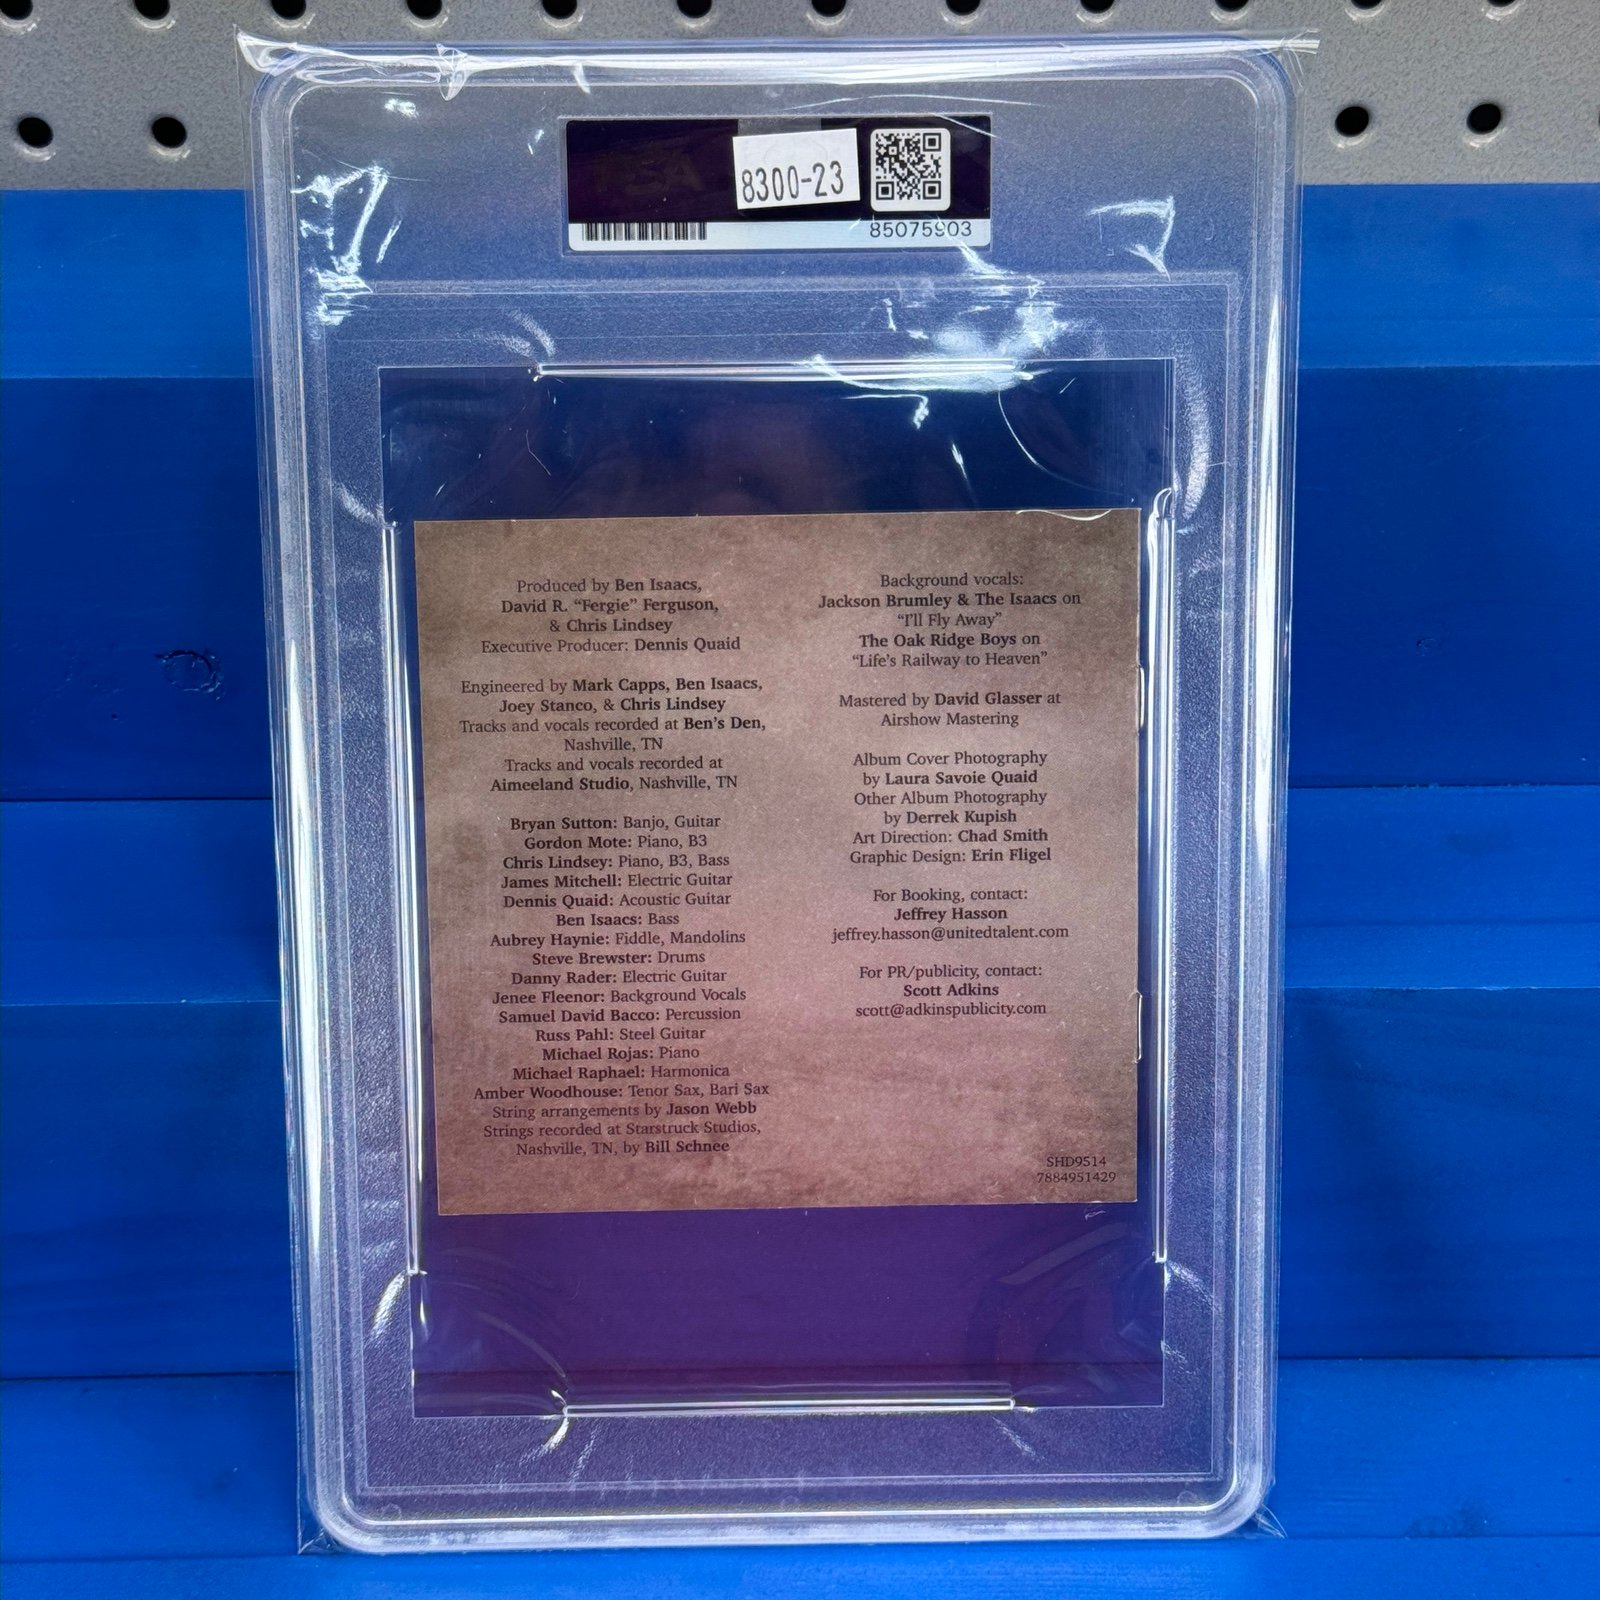 8300-23
85075903
Produced by Ben Isaacs,
David R. “Fergie” Ferguson,
& Chris Lindsey
Executive Producer: Dennis Quaid
Engineered by Mark Capps, Ben Isaacs,
Joey Stanco, & Chris Lindsey
Tracks and vocals recorded at Ben’s Den,
Nashville, TN
Tracks and vocals recorded at
Aimeeland Studio, Nashville, TN
Bryan Sutton: Banjo, Guitar
Gordon Mote: Piano, B3
Chris Lindsey: Piano, B3, Bass
James Mitchell: Electric Guitar
Dennis Quaid: Acoustic Guitar
Ben Isaacs: Bass
Aubrey Haynie: Fiddle, Mandolins
Steve Brewster: Drums
Danny Rader: Electric Guitar
Jenee Fleenor: Background Vocals
Samuel David Bacco: Percussion
Russ Pahl: Steel Guitar
Michael Rojas: Piano
Michael Raphael: Harmonica
Amber Woodhouse: Tenor Sax, Bari Sax
String arrangements by Jason Webb
Strings recorded at Starstruck Studios,
Nashville, TN, by Bill Schnee
Background vocals:
Jackson Brumley & The Isaacs on
“I’ll Fly Away”
The Oak Ridge Boys on
“Life’s Railway to Heaven”
Mastered by David Glasser at
Airshow Mastering
Album Cover Photography
by Laura Savoie Quaid
Other Album Photography
by Derrek Kupish
Art Direction: Chad Smith
Graphic Design: Erin Fligel
For Booking, contact:
Jeffrey Hasson
jeffrey.hasson@unitedtalent.com
For PR/publicity, contact:
Scott Adkins
scott@adkinspublicity.com
SHD9514
7884951429